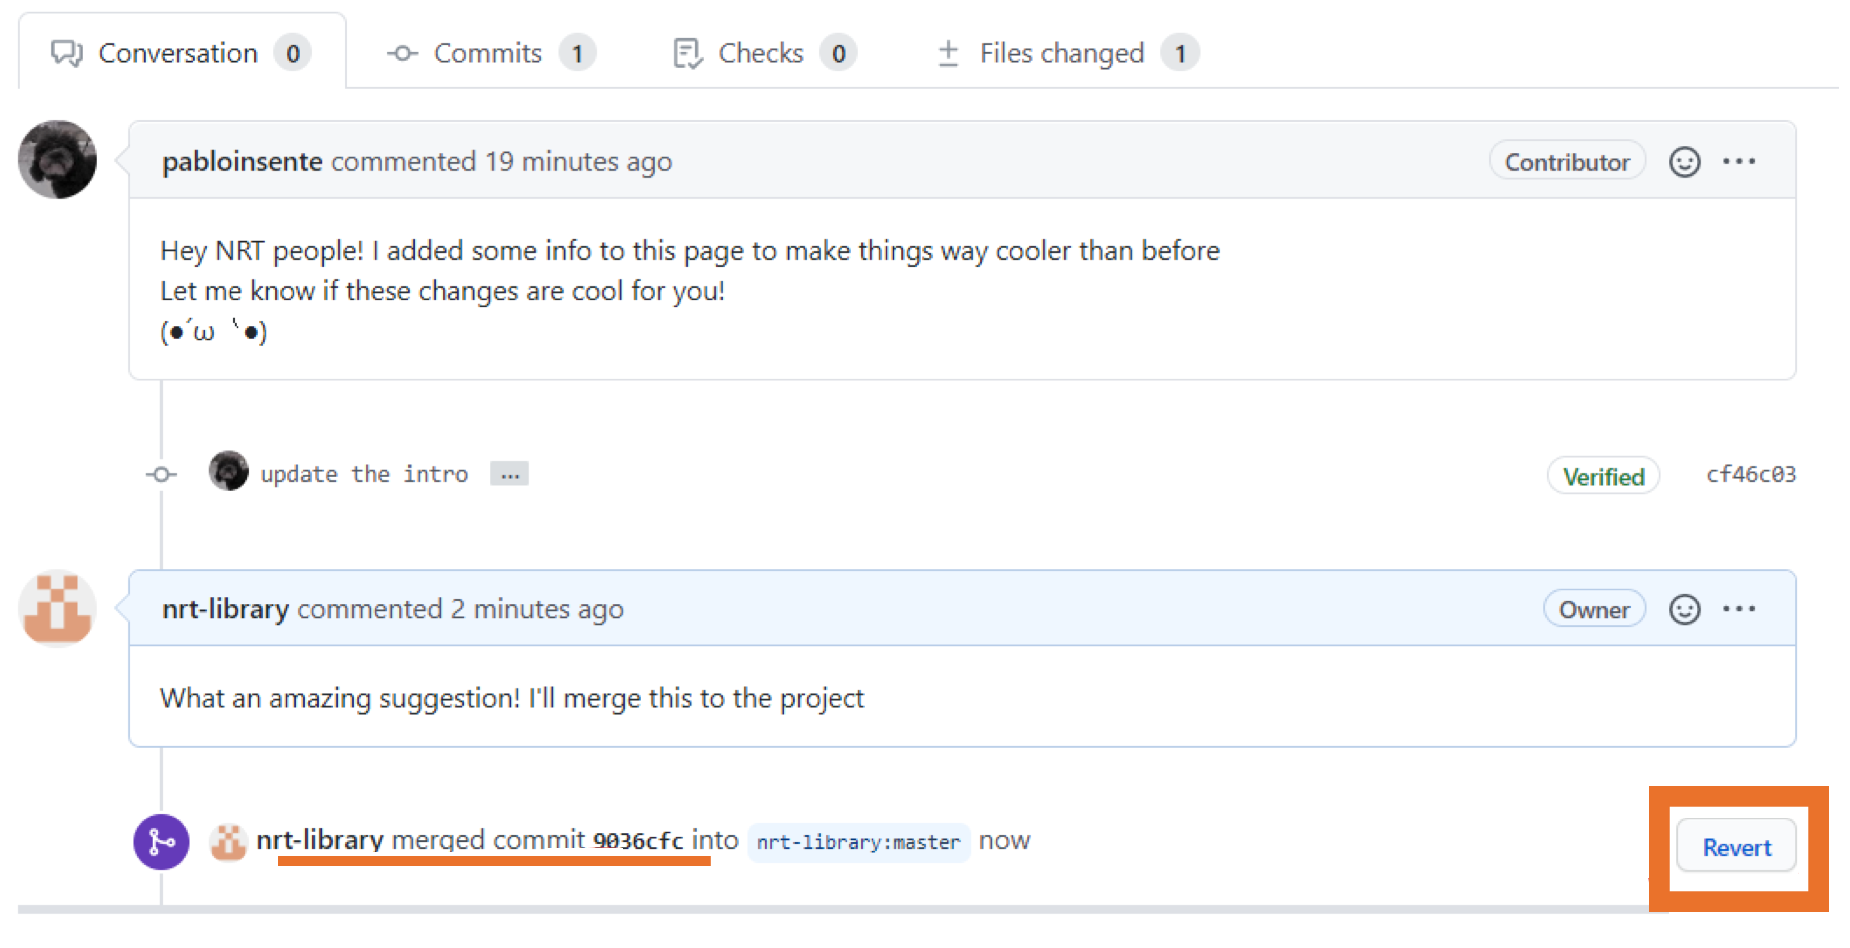 Conversation 0 Commits 1 Checks 0 Files changed 1
pabloinsente commented 19 minutes ago Contributor ...
Hey NRT people! I added some info to this page to make things way cooler than before
Let me know if these changes are cool for you!
(●´ω ‵●)
update the intro ... Verified cf46c03
nrt-library commented 2 minutes ago Owner ...
What an amazing suggestion! I'll merge this to the project
nrt-library merged commit 9036cfc into nrt-library:master now Revert